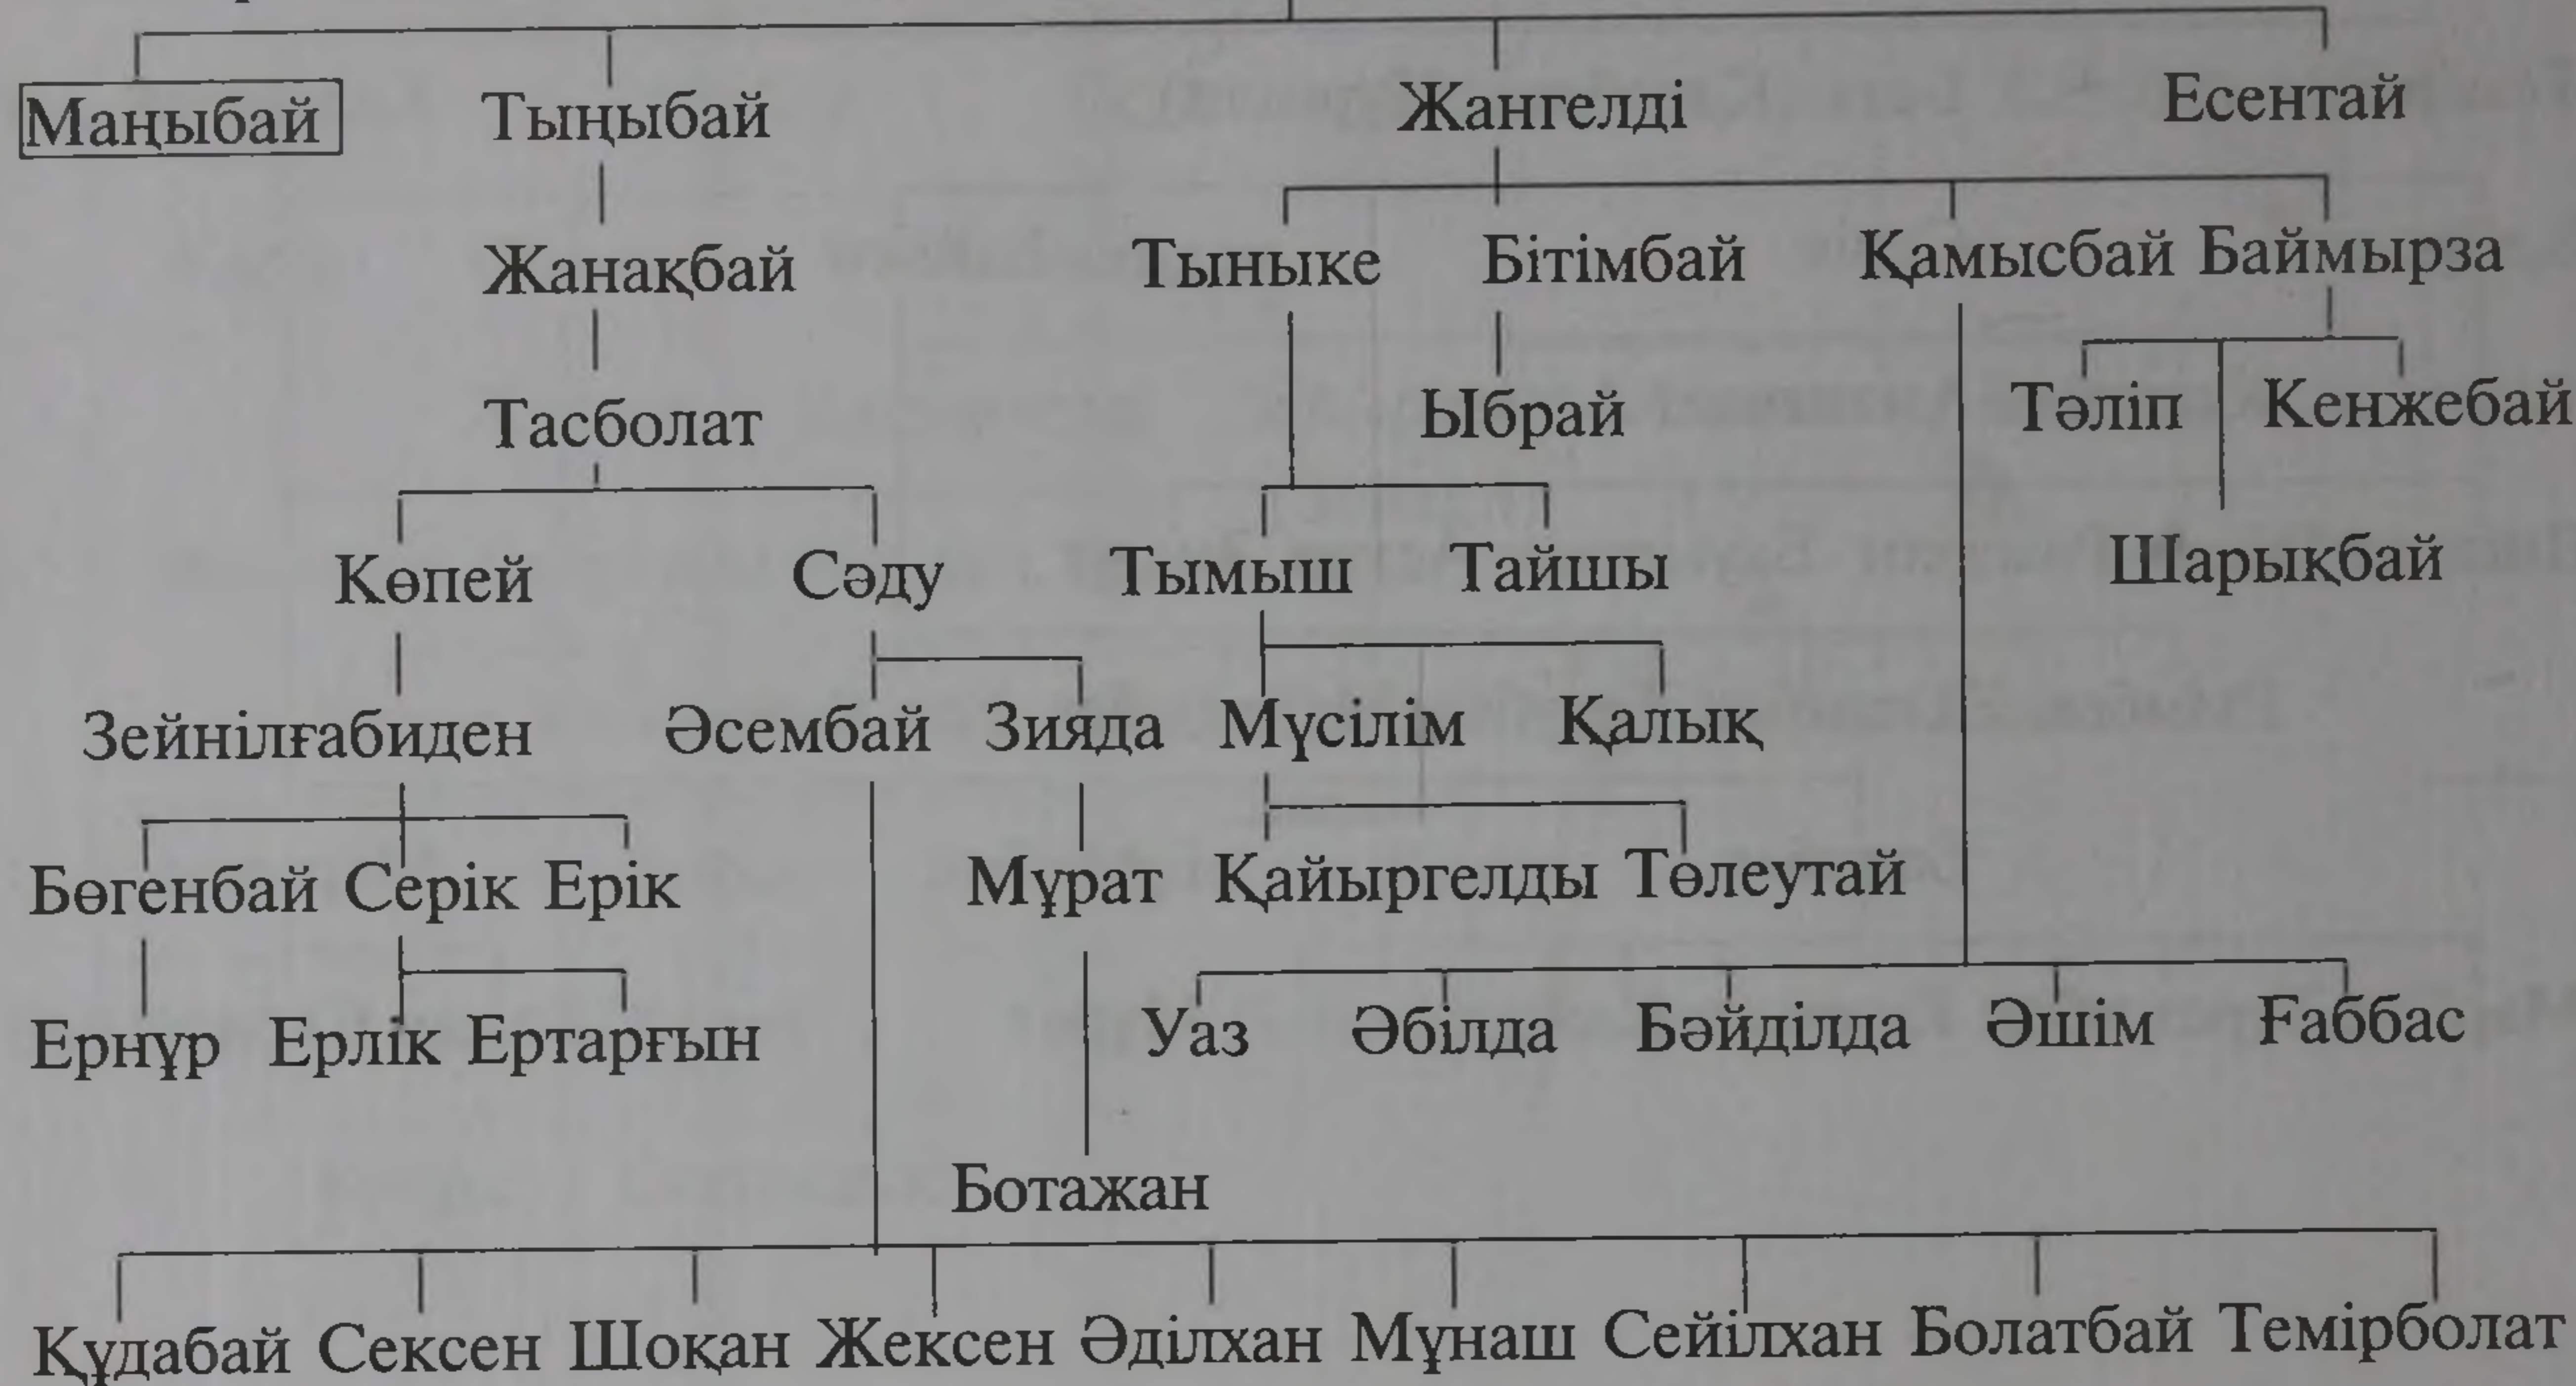 Маңыбай Тыңыбай Жангелді Есентай
Жанақбай Тыныке Бітімбай Қамысбай Баймырза
Тасболат Ыбрай Тәліп Кенжебай
Көпей Сәду Тымыш Тайшы Шарықбай
Зейнілғабиден Әсембай Зияда Мүсілім Қалық
Бөгенбай Серік Ерік Мұрат Қайыргелды Төлеутай
Ернұр Ерлік Ертарғын Уаз Әбілда Бәйділда Әшім Ғаббас
Ботажан
Құдабай Сексен Шоқан Жексен Әділхан Мұнаш Сейілхан Болатбай Темірболат